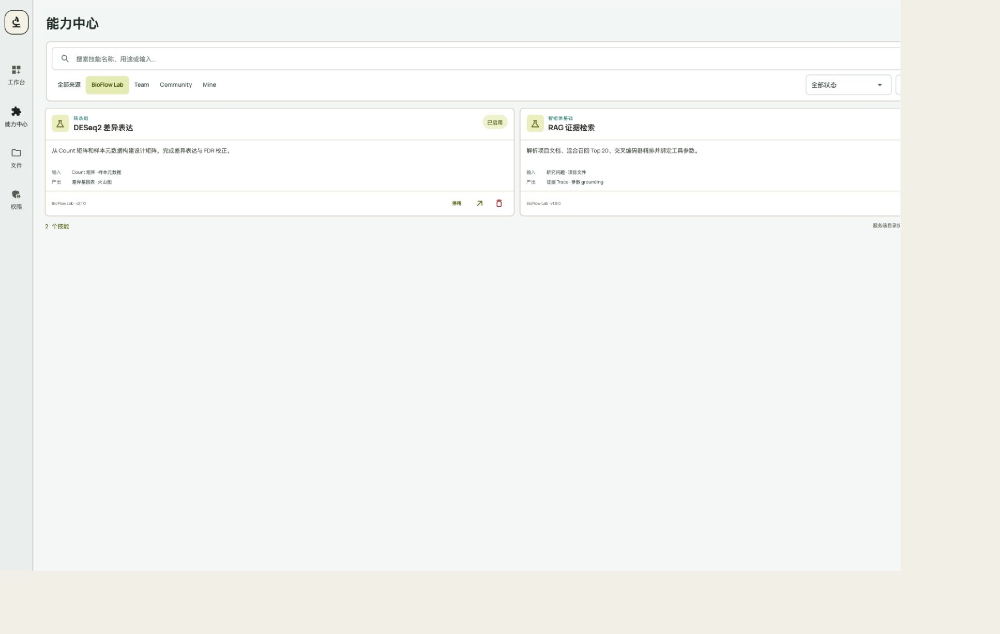 能力中心
搜索技能名称、用途或输入...
全部来源 BioFlow Lab Team Community Mine 全部状态
工作台
能力中心
文件
权限
转录组
DESeq2 差异表达
已启用
从 Count 矩阵和样本元数据构建设计矩阵，完成差异表达与 FDR 校正。
输入 Count 矩阵 · 样本元数据
产出 差异基因表 · 火山图
BioFlow Lab · v2.1.0 停用
智能体基础
RAG 证据检索
解析项目文档、混合召回 Top 20、交叉编码器精排并绑定工具参数。
输入 研究问题 · 项目文件
产出 证据 Trace · 参数 grounding
BioFlow Lab · v1.8.0
2 个技能
服务端目录